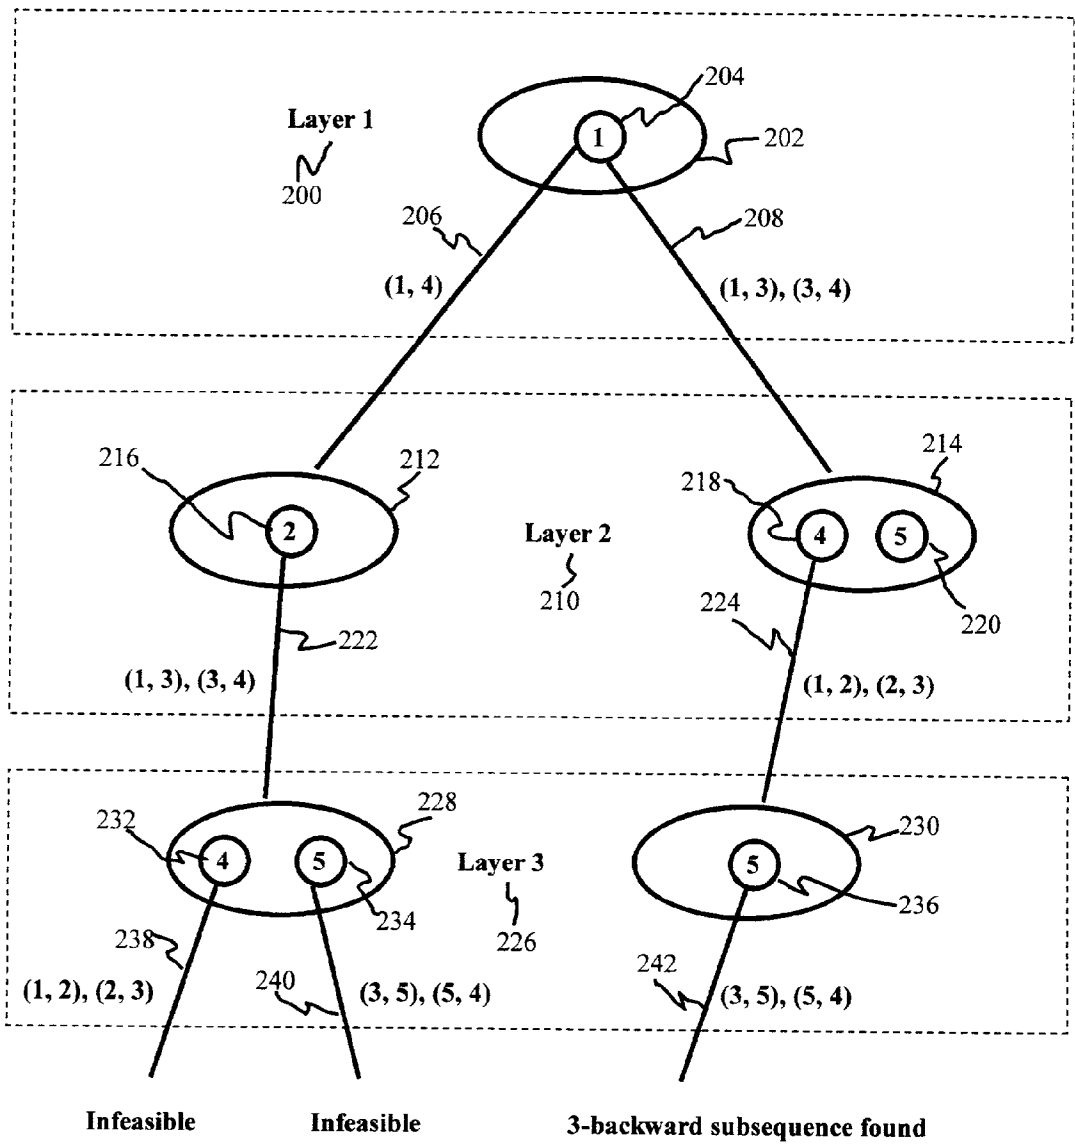 204
Layer 1
1
202
200
206
208
(1, 4)
(1, 3), (3, 4)
216
212
214
218
2
Layer 2
4
5
210
224
220
222
(1, 3), (3, 4)
(1, 2), (2, 3)
232
228
230
4
5
Layer 3
5
234
236
226
238
240
242
(1, 2), (2, 3)
(3, 5), (5, 4)
(3, 5), (5, 4)
Infeasible
Infeasible
3-backward subsequence found